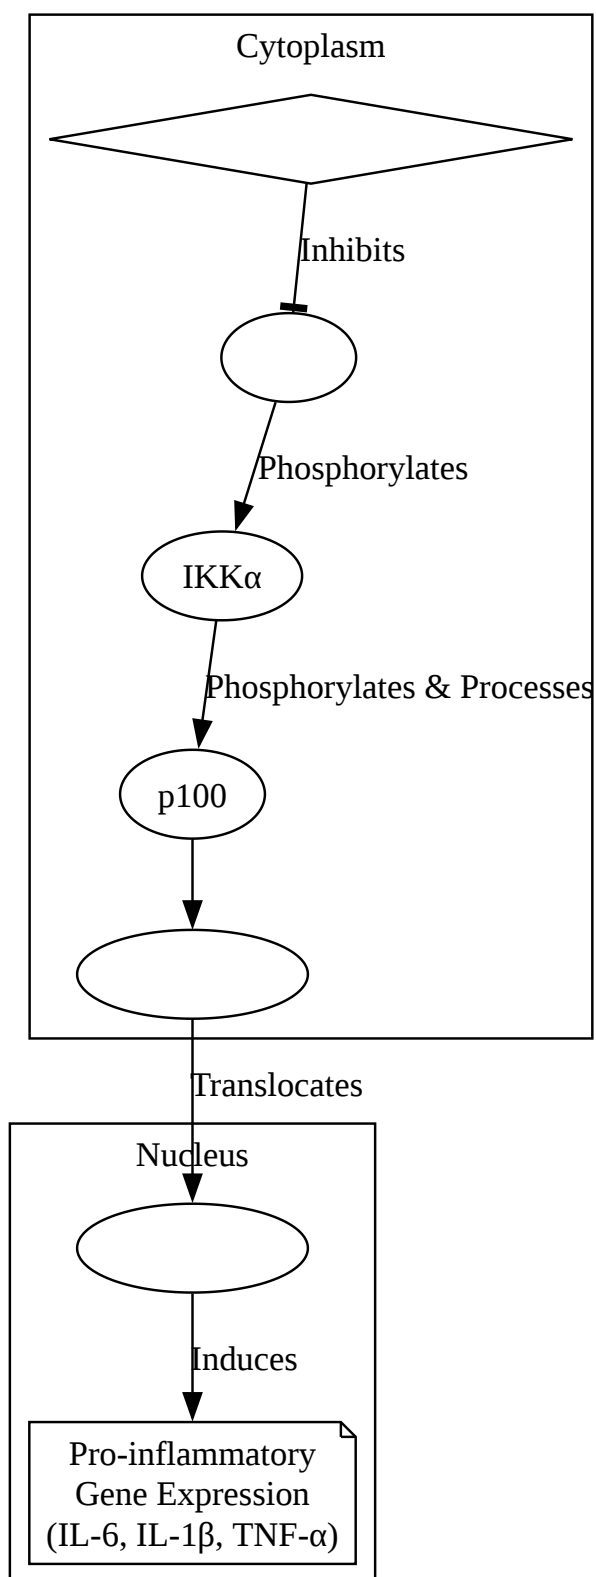 Cytoplasm
Inhibits
Phosphorylates
IKKα
Phosphorylates & Processes
p100
Translocates
Nucleus
Induces
Pro-inflammatory
Gene Expression
(IL-6, IL-1β, TNF-α)